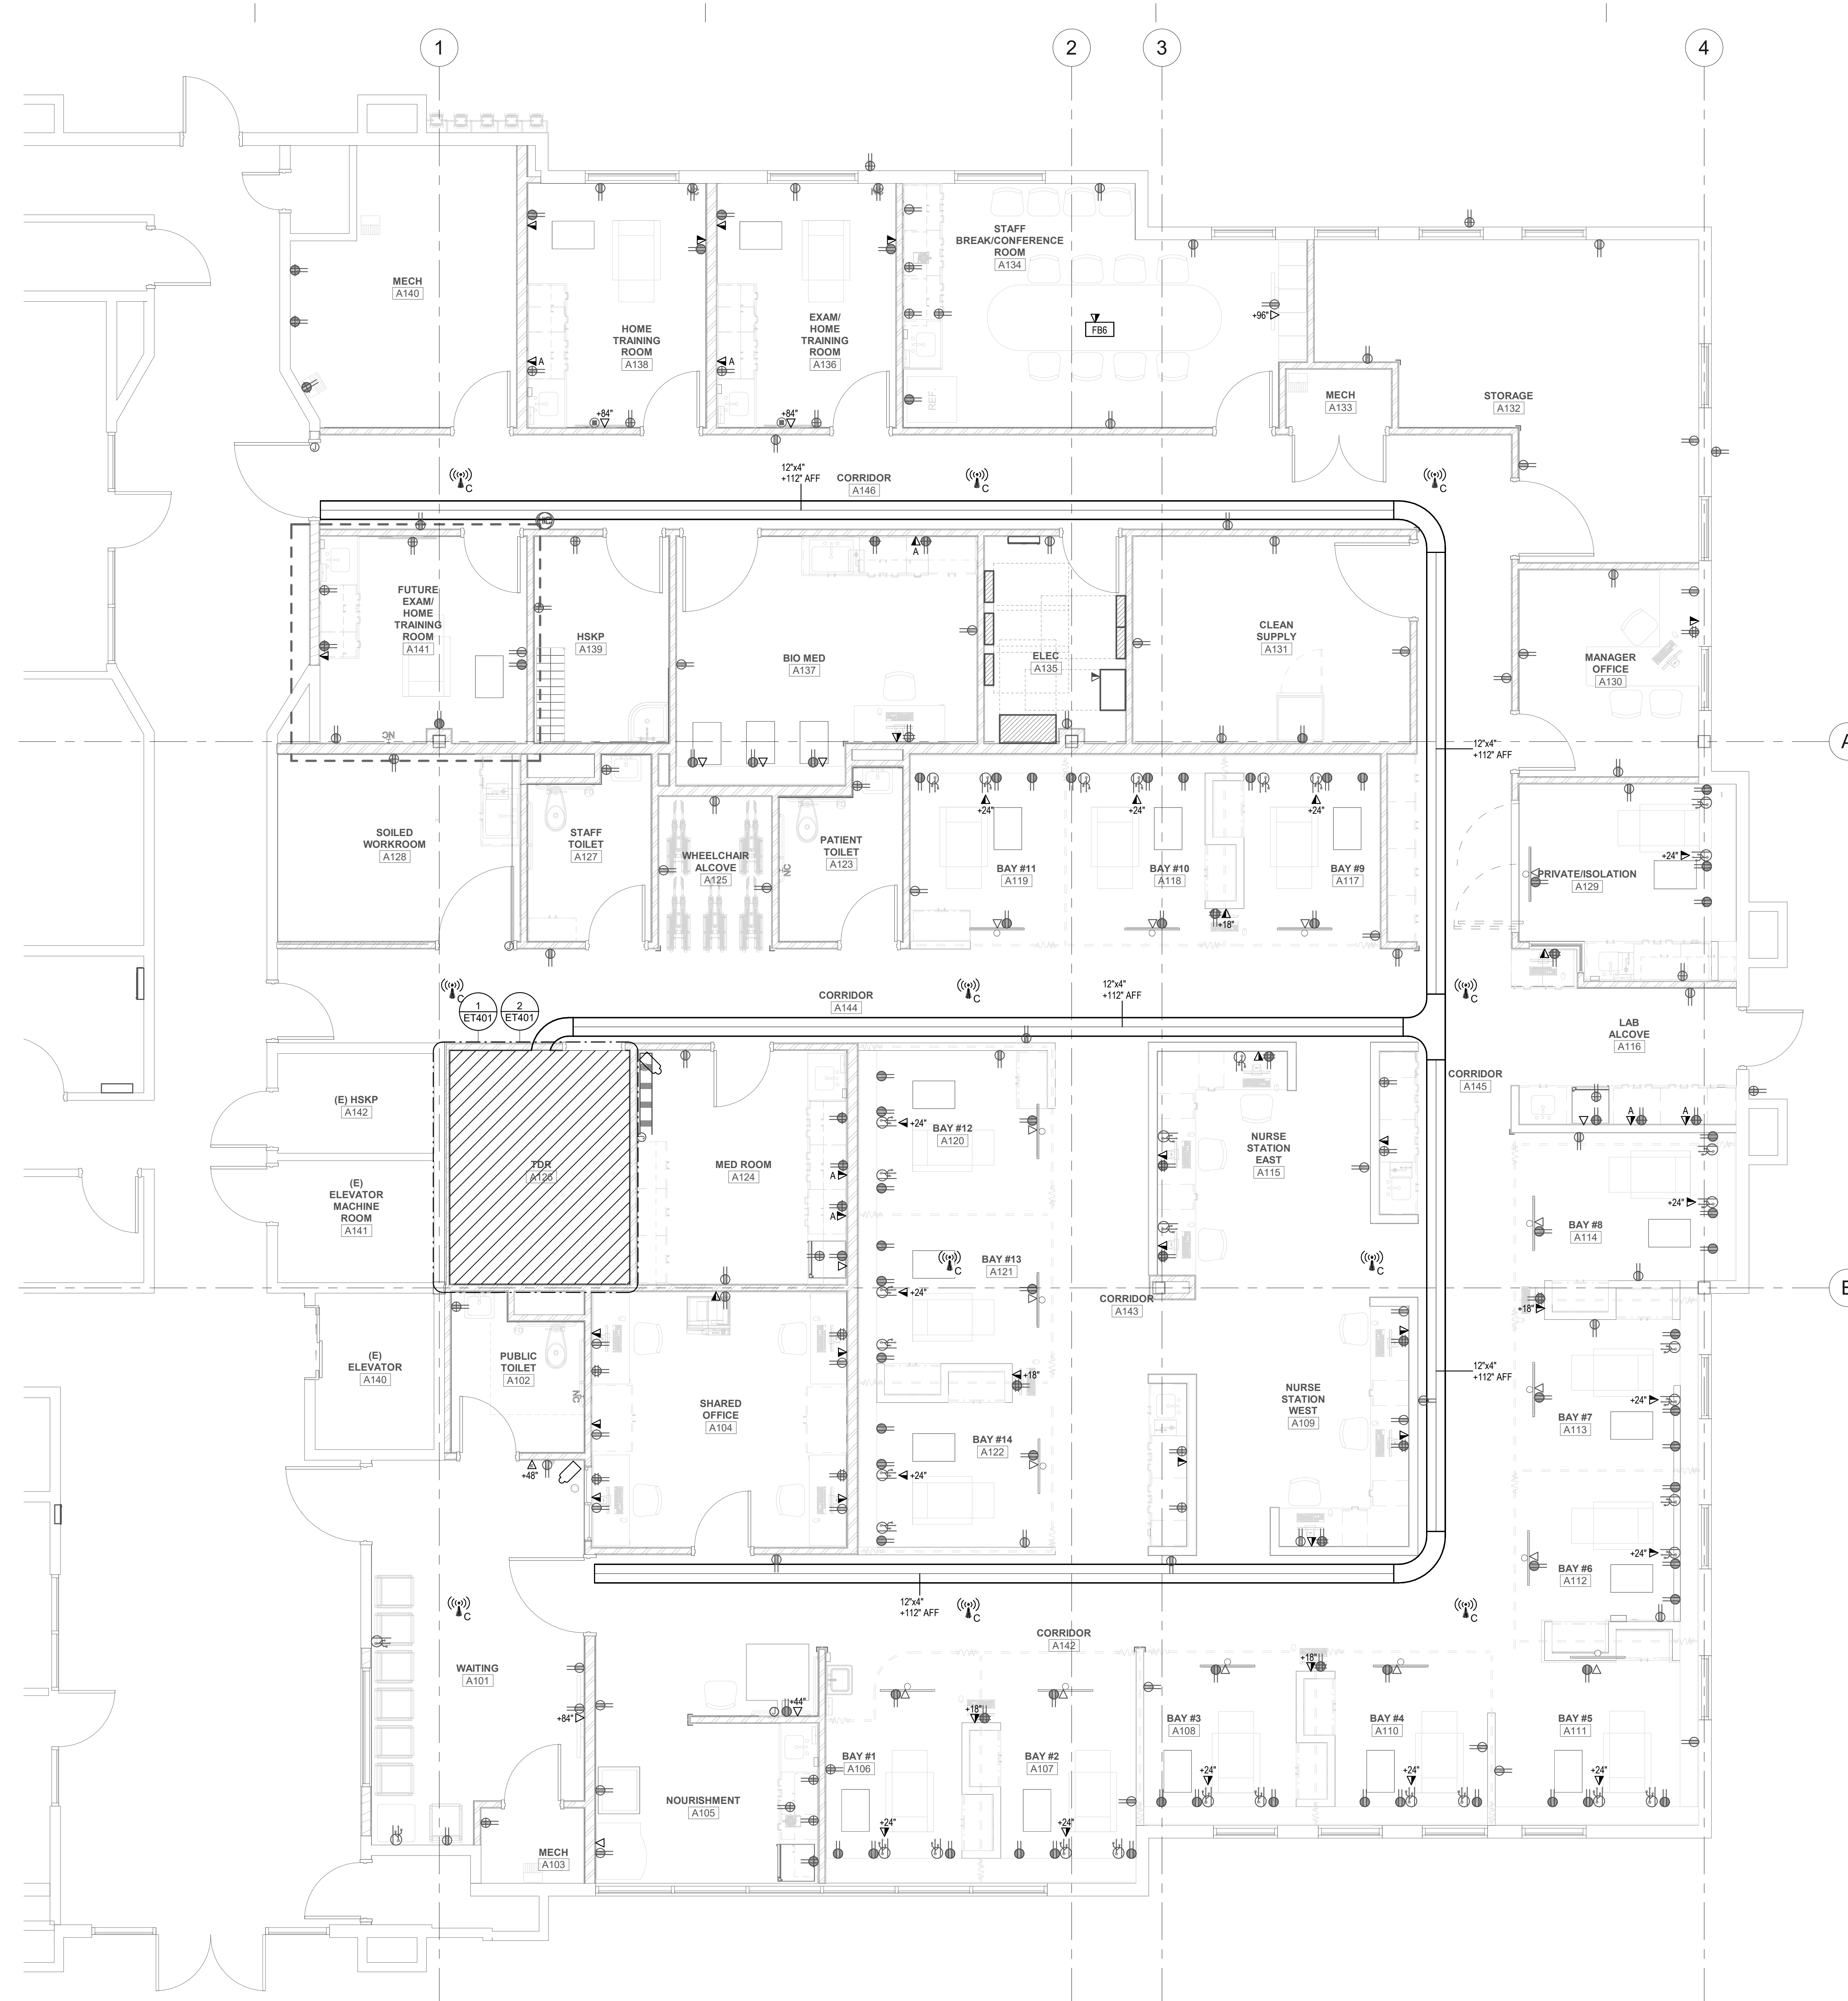 1
2
3
4
MECH
A140
HOME
TRAINING
ROOM
A138
+84"
A
EXAM/
HOME
TRAINING
ROOM
A136
+84"
A
STAFF
BREAK/CONFERENCE
ROOM
A134
FB6
REF.
+96"
MECH
A133
STORAGE
A132
J
C
12"x4"
+112" AFF
CORRIDOR
A146
C
C
FUTURE
EXAM/
HOME
TRAINING
ROOM
A141
HSKP
A139
BIO MED
A137
A
ELEC
A135
CLEAN
SUPPLY
A131
MANAGER
OFFICE
A130
NC
12"x4"
+112" AFF
A
SOILED
WORKROOM
A128
STAFF
TOILET
A127
WHEELCHAIR
ALCOVE
A125
NC
PATIENT
TOILET
A123
BAY #11
A119
+24"
BAY #10
A118
+24"
BAY #9
A117
+24"
+18"
PRIVATE/ISOLATION
A129
+24"
J
C
1
ET401
2
ET401
CORRIDOR
A144
C
12"x4"
+112" AFF
C
LAB
ALCOVE
A116
A
A
CORRIDOR
A145
(E) HSKP
A142
(E)
ELEVATOR
MACHINE
ROOM
A141
TDR
A126
MED ROOM
A124
A
A
BAY #12
A120
+24"
BAY #13
A121
C
+24"
NURSE
STATION
EAST
A115
C
BAY #8
A114
+24"
B
CORRIDOR
A143
+18"
(E)
ELEVATOR
A140
PUBLIC
TOILET
A102
NC
+48"
SHARED
OFFICE
A104
+18"
BAY #14
A122
+24"
NURSE
STATION
WEST
A109
12"x4"
+112" AFF
BAY #7
A113
+24"
BAY #6
A112
+24"
C
12"x4"
+112" AFF
C
C
CORRIDOR
A142
WAITING
A101
+84"
MECH
A103
J
+44"
NOURISHMENT
A105
BAY #1
A106
+24"
+18"
BAY #2
A107
+24"
BAY #3
A108
+24"
+18"
BAY #4
A110
+24"
BAY #5
A111
+24"